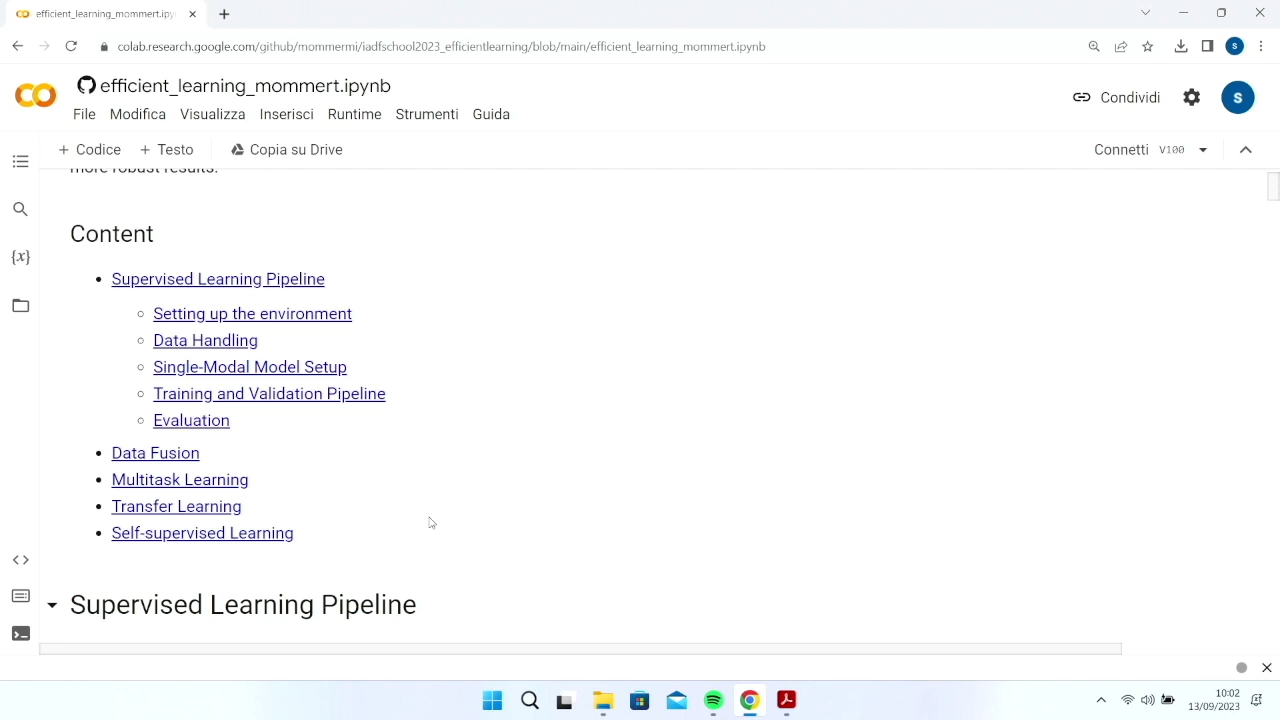 efficient_learning_mommert.ipy
colab.research.google.com/github/mommermi/iadfschool2023_efficientlearning/blob/main/efficient_learning_mommert.ipynb
S
efficient_learning_mommert.ipynb
File Modifica Visualizza Inserisci Runtime Strumenti Guida
Condividi
S
+ Codice + Testo Copia su Drive
Connetti V100
more robust results.
{x}
Content
• Supervised Learning Pipeline
◦ Setting up the environment
◦ Data Handling
◦ Single-Modal Model Setup
◦ Training and Validation Pipeline
◦ Evaluation
• Data Fusion
• Multitask Learning
• Transfer Learning
• Self-supervised Learning
Supervised Learning Pipeline
10:02
13/09/2023